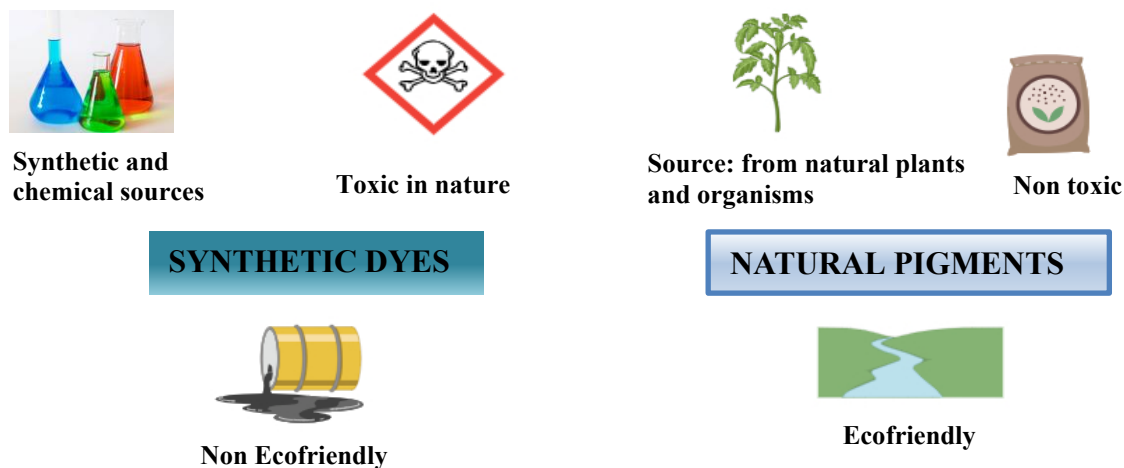 Synthetic and
chemical sources
Toxic in nature
Source: from natural plants
and organisms
Non toxic
SYNTHETIC DYES
NATURAL PIGMENTS
Non Ecofriendly
Ecofriendly